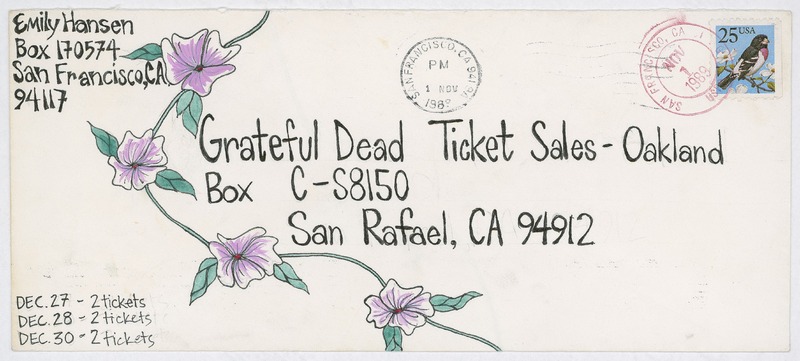 Emily Hansen
Box 170574
San Francisco, CA
94117
SAN FRANCISCO, CA 941
PM
1 NOV
1989
SAN FRANCISCO, CA
NOV
1
1989
25 USA
Grateful Dead Ticket Sales - Oakland
Box C-S8150
San Rafael, CA 94912
DEC. 27 - 2 tickets
DEC. 28 - 2 tickets
DEC. 30 - 2 tickets